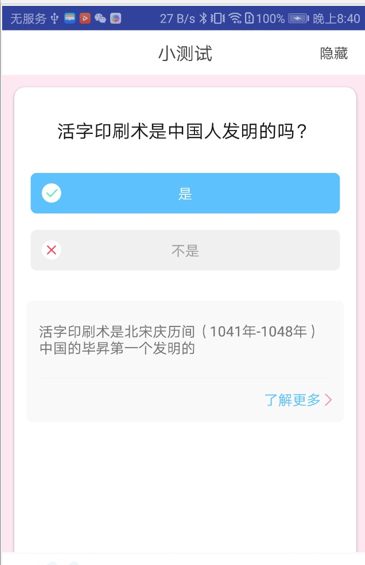 无服务 27 B/s 100% 晚上8:40
小测试 隐藏
活字印刷术是中国人发明的吗？
是
不是
活字印刷术是北宋庆历间（1041年-1048年）
中国的毕昇第一个发明的
了解更多